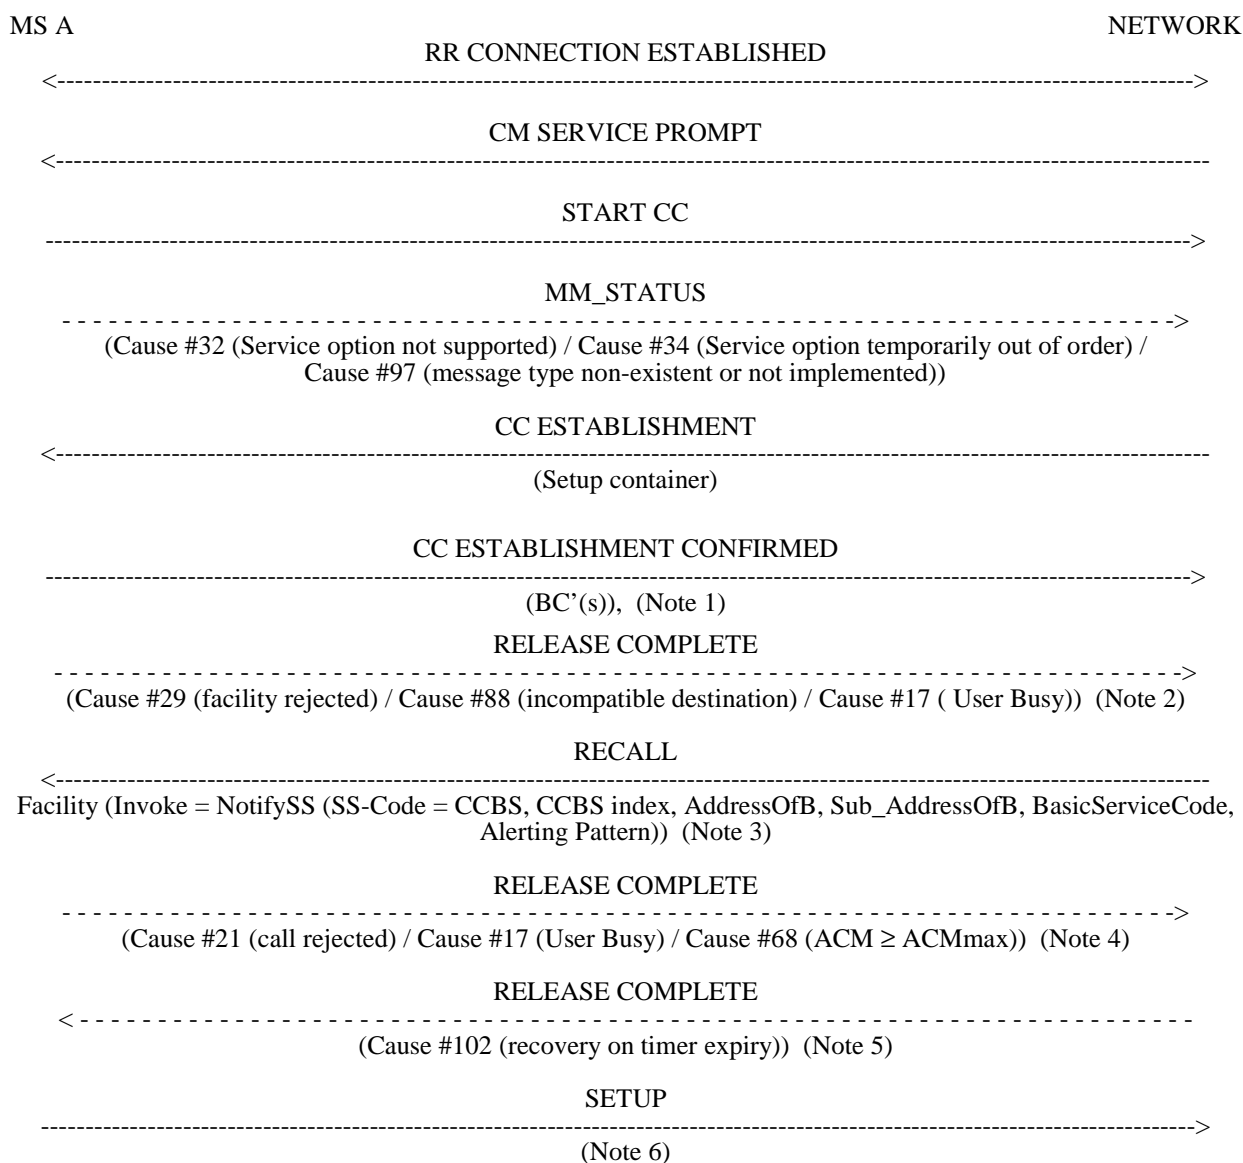 MS A NETWORK
RR CONNECTION ESTABLISHED
CM SERVICE PROMPT
START CC
MM_STATUS
(Cause #32 (Service option not supported) / Cause #34 (Service option temporarily out of order) /
Cause #97 (message type non-existent or not implemented))
CC ESTABLISHMENT
(Setup container)
CC ESTABLISHMENT CONFIRMED
(BC’(s)), (Note 1)
RELEASE COMPLETE
(Cause #29 (facility rejected) / Cause #88 (incompatible destination) / Cause #17 ( User Busy)) (Note 2)
RECALL
Facility (Invoke = NotifySS (SS-Code = CCBS, CCBS index, AddressOfB, Sub_AddressOfB, BasicServiceCode,
Alerting Pattern)) (Note 3)
RELEASE COMPLETE
(Cause #21 (call rejected) / Cause #17 (User Busy) / Cause #68 (ACM ≥ ACMmax)) (Note 4)
RELEASE COMPLETE
(Cause #102 (recovery on timer expiry)) (Note 5)
SETUP
(Note 6)